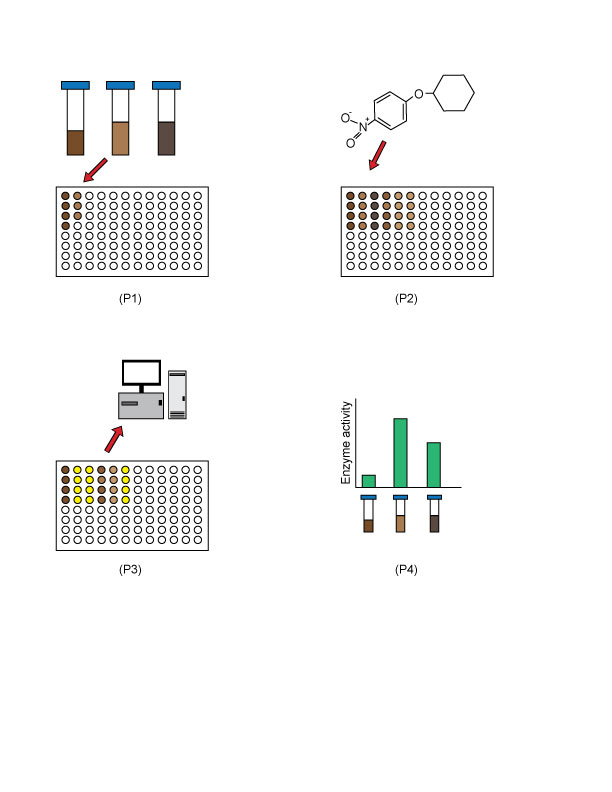 O
O⁻
N⁺
O
(P1)
(P2)
Enzyme activity
(P3)
(P4)